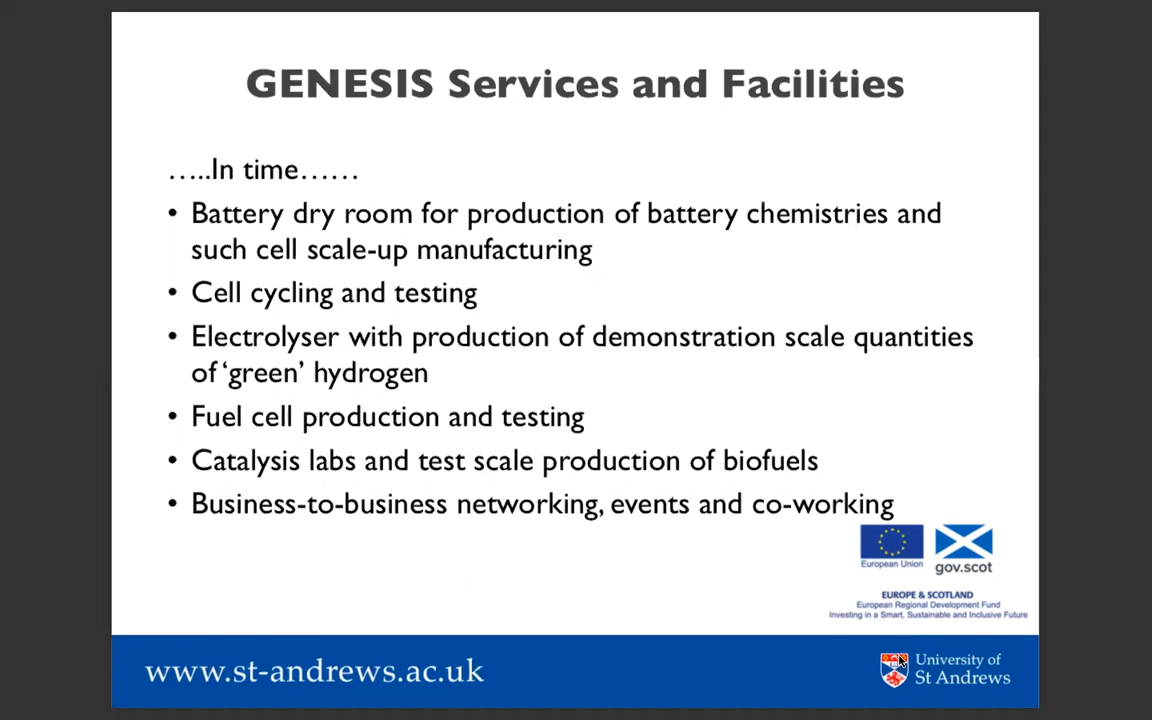 GENESIS Services and Facilities
…..In time……
• Battery dry room for production of battery chemistries and
such cell scale-up manufacturing
• Cell cycling and testing
• Electrolyser with production of demonstration scale quantities
of ‘green’ hydrogen
• Fuel cell production and testing
• Catalysis labs and test scale production of biofuels
• Business-to-business networking, events and co-working
European Union
gov.scot
EUROPE & SCOTLAND
European Regional Development Fund
Investing in a Smart, Sustainable and Inclusive Future
www.st-andrews.ac.uk
University of
St Andrews